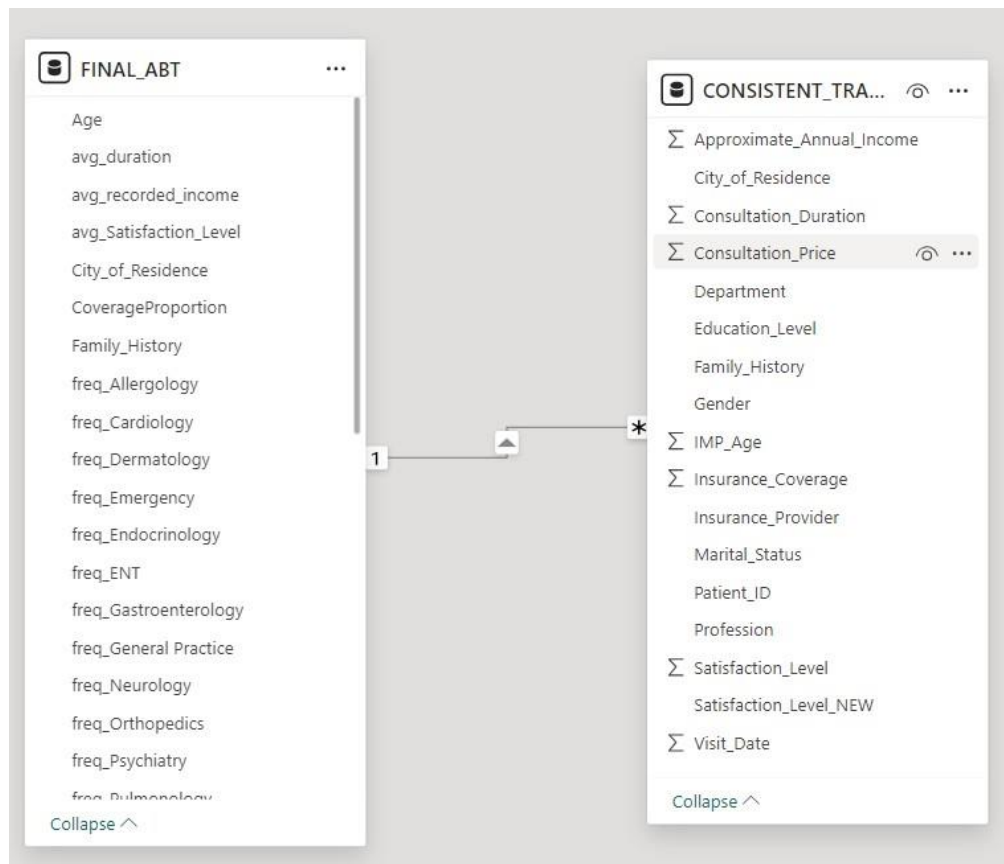 FINAL_ABT
Age
avg_duration
avg_recorded_income
avg_Satisfaction_Level
City_of_Residence
CoverageProportion
Family_History
freq_Allergology
freq_Cardiology
freq_Dermatology
freq_Emergency
freq_Endocrinology
freq_ENT
freq_Gastroenterology
freq_General Practice
freq_Neurology
freq_Orthopedics
freq_Psychiatry
freq_Pulmonology
Collapse
1
*
CONSISTENT_TRA...
Σ Approximate_Annual_Income
City_of_Residence
Σ Consultation_Duration
Σ Consultation_Price
Department
Education_Level
Family_History
Gender
Σ IMP_Age
Σ Insurance_Coverage
Insurance_Provider
Marital_Status
Patient_ID
Profession
Σ Satisfaction_Level
Satisfaction_Level_NEW
Σ Visit_Date
Collapse